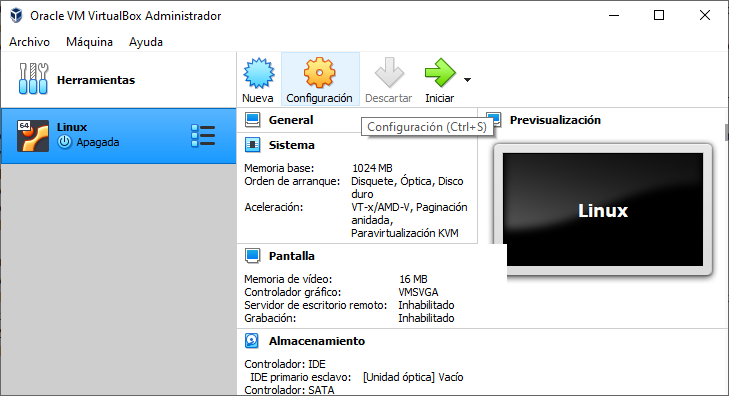 Oracle VM VirtualBox Administrador
Archivo Máquina Ayuda
Herramientas
Nueva Configuración Descartar Iniciar
64
Linux
Apagada
General
Configuración (Ctrl+S)
Previsualización
Linux
Sistema
Memoria base: 1024 MB
Orden de arranque: Disquete, Óptica, Disco
duro
Aceleración: VT-x/AMD-V, Paginación
anidada,
Paravirtualización KVM
Pantalla
Memoria de vídeo: 16 MB
Controlador gráfico: VMSVGA
Servidor de escritorio remoto: Inhabilitado
Grabación: Inhabilitado
Almacenamiento
Controlador: IDE
IDE primario esclavo: [Unidad óptica] Vacío
Controlador: SATA